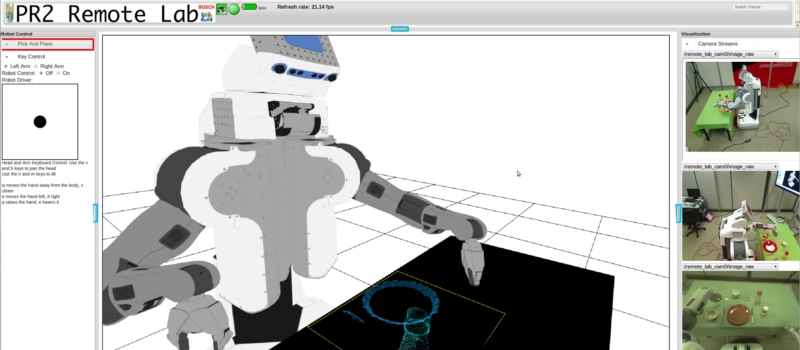 PR2 Remote Lab
BOSCH
Refresh rate: 21.14 fps
Switch Theme
Robot Control
Pick And Place
Key Control
Left Arm Right Arm
Robot Control: Off On
Robot Driver:
Head and Arm Keyboard Control: Use the v
and b keys to pan the head
Use the n and m keys to tilt
w moves the hand away from the body, s
closer
a moves the hand left, d right
q raises the hand, e lowers it
Visualization
Camera Streams
/remote_lab_cam0/image_raw
/remote_lab_cam0/image_raw
/remote_lab_cam0/image_raw